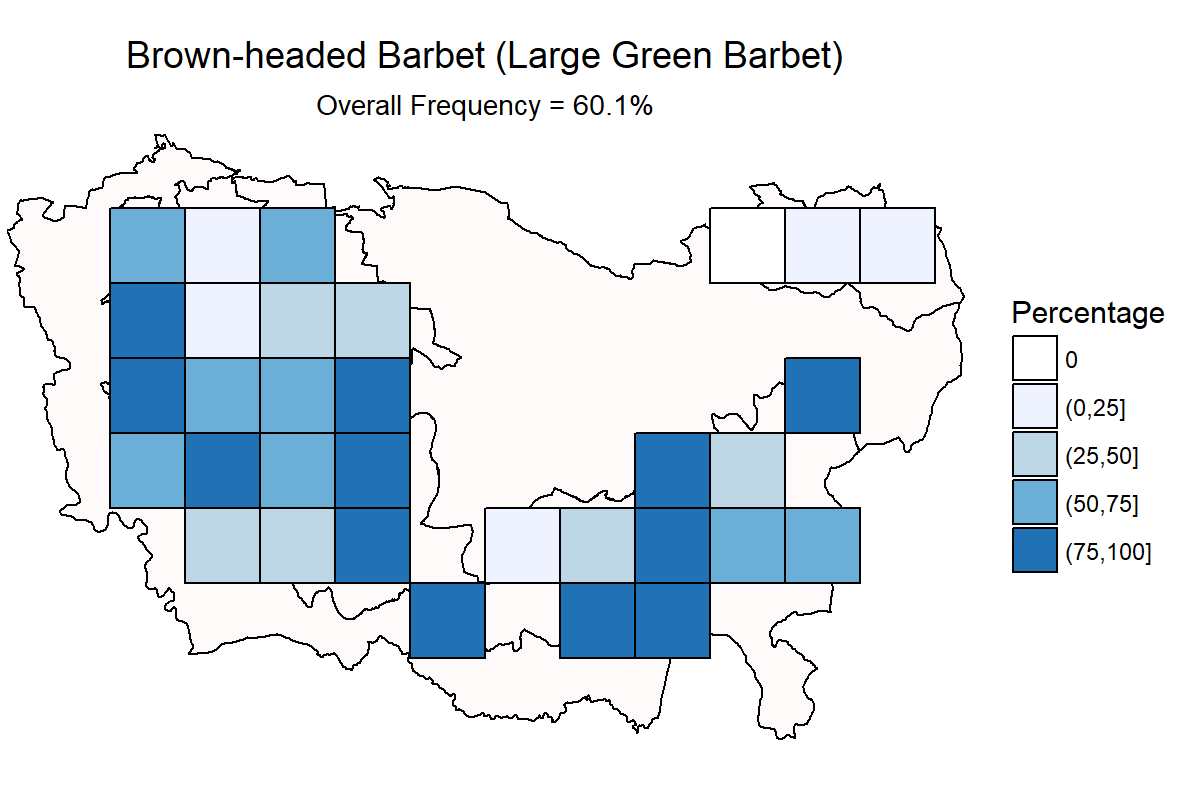 Brown-headed Barbet (Large Green Barbet)
Overall Frequency = 60.1%
Percentage
0
(0,25]
(25,50]
(50,75]
(75,100]